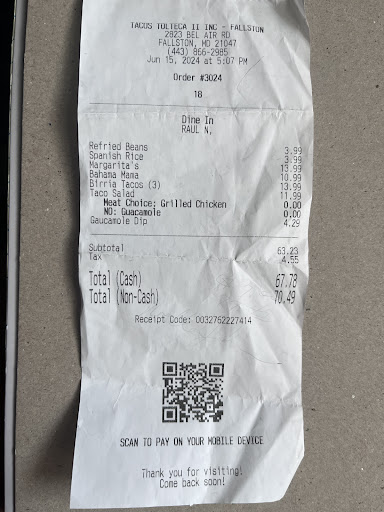 TACOS TOLTECA II INC - FALLSTON
2823 BEL AIR RD
FALLSTON, MD 21047
(443) 866-2985
Jun 15, 2024 at 5:07 PM
Order #3024
18
Dine In
RAUL N.
Refried Beans 3.99
Spanish Rice 3.99
Margarita's 13.99
Bahama Mama 10.99
Birria Tacos (3) 13.99
Taco Salad 11.99
Meat Choice: Grilled Chicken 0.00
NO: Guacamole 0.00
Gaucamole Dip 4.29
Subtotal 63.23
Tax 4.55
Total (Cash) 67.78
Total (Non-Cash) 70.49
Receipt Code: 0032752227414
SCAN TO PAY ON YOUR MOBILE DEVICE
Thank you for visiting!
Come back soon!